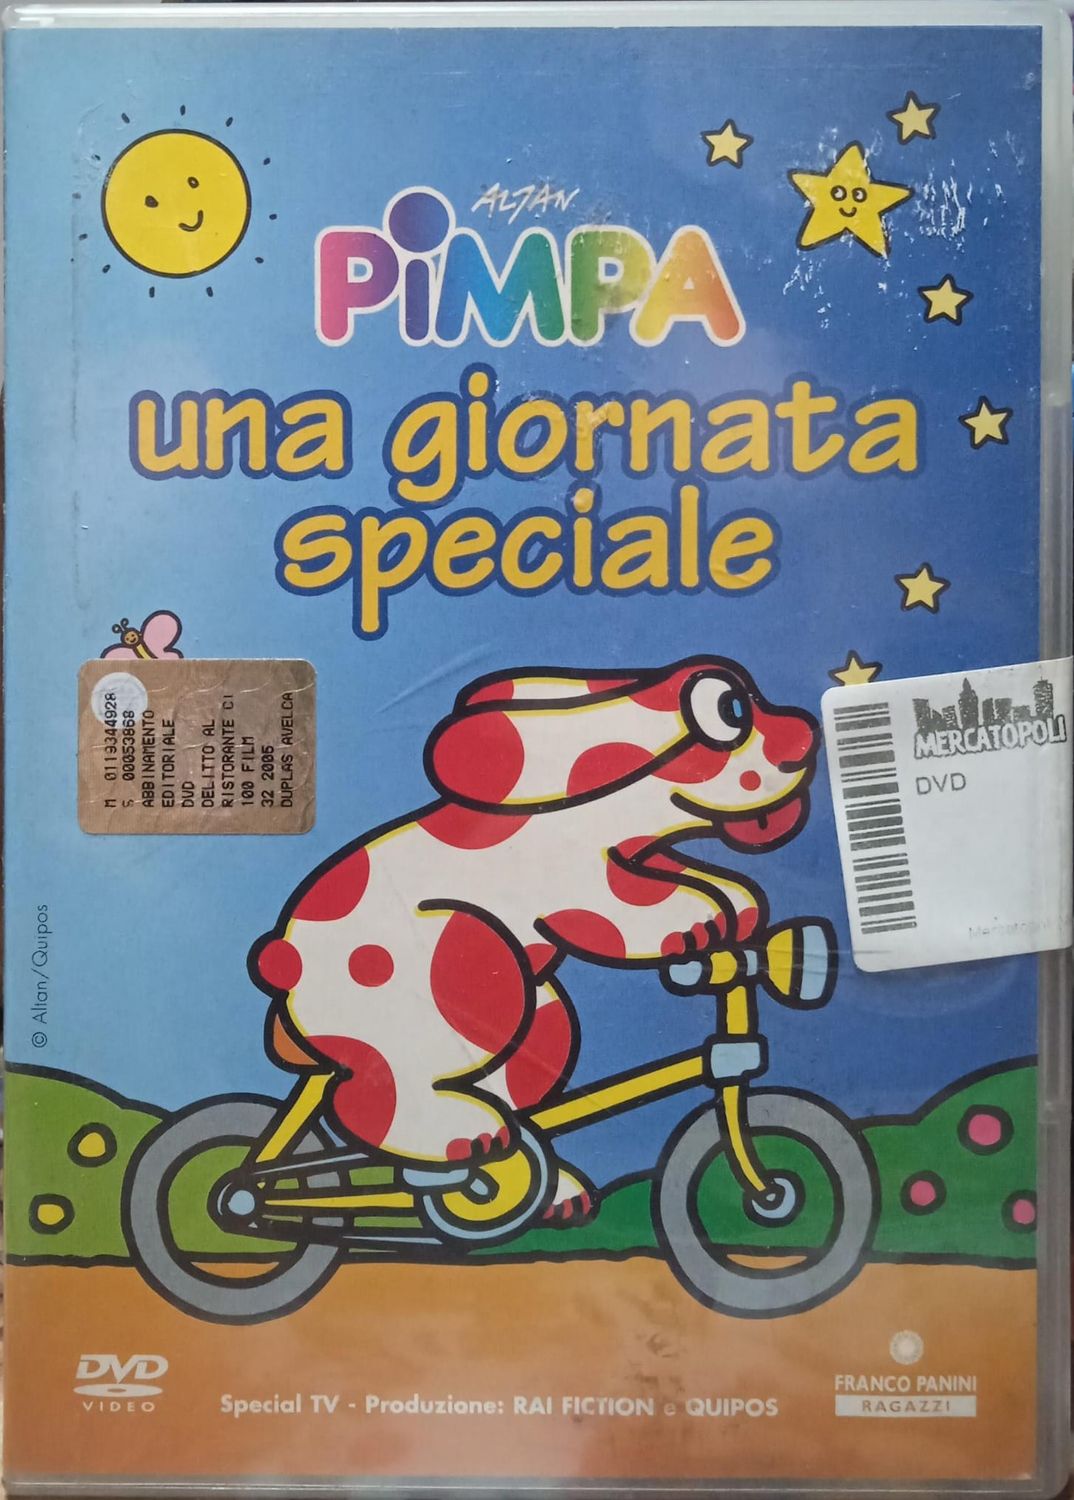 ALTAN
PiMPA
una giornata
speciale
M 0119344928
S 00053868
ABBINAMENTO
EDITORIALE
DVD
DELITTO AL
RISTORANTE CI
100 FILM
32 2005
DUPLAS AVELCA
MERCATOPOLI
DVD
© Altan/Quipos
DVD
VIDEO
Special TV - Produzione: RAI FICTION e QUIPOS
FRANCO PANINI
RAGAZZI